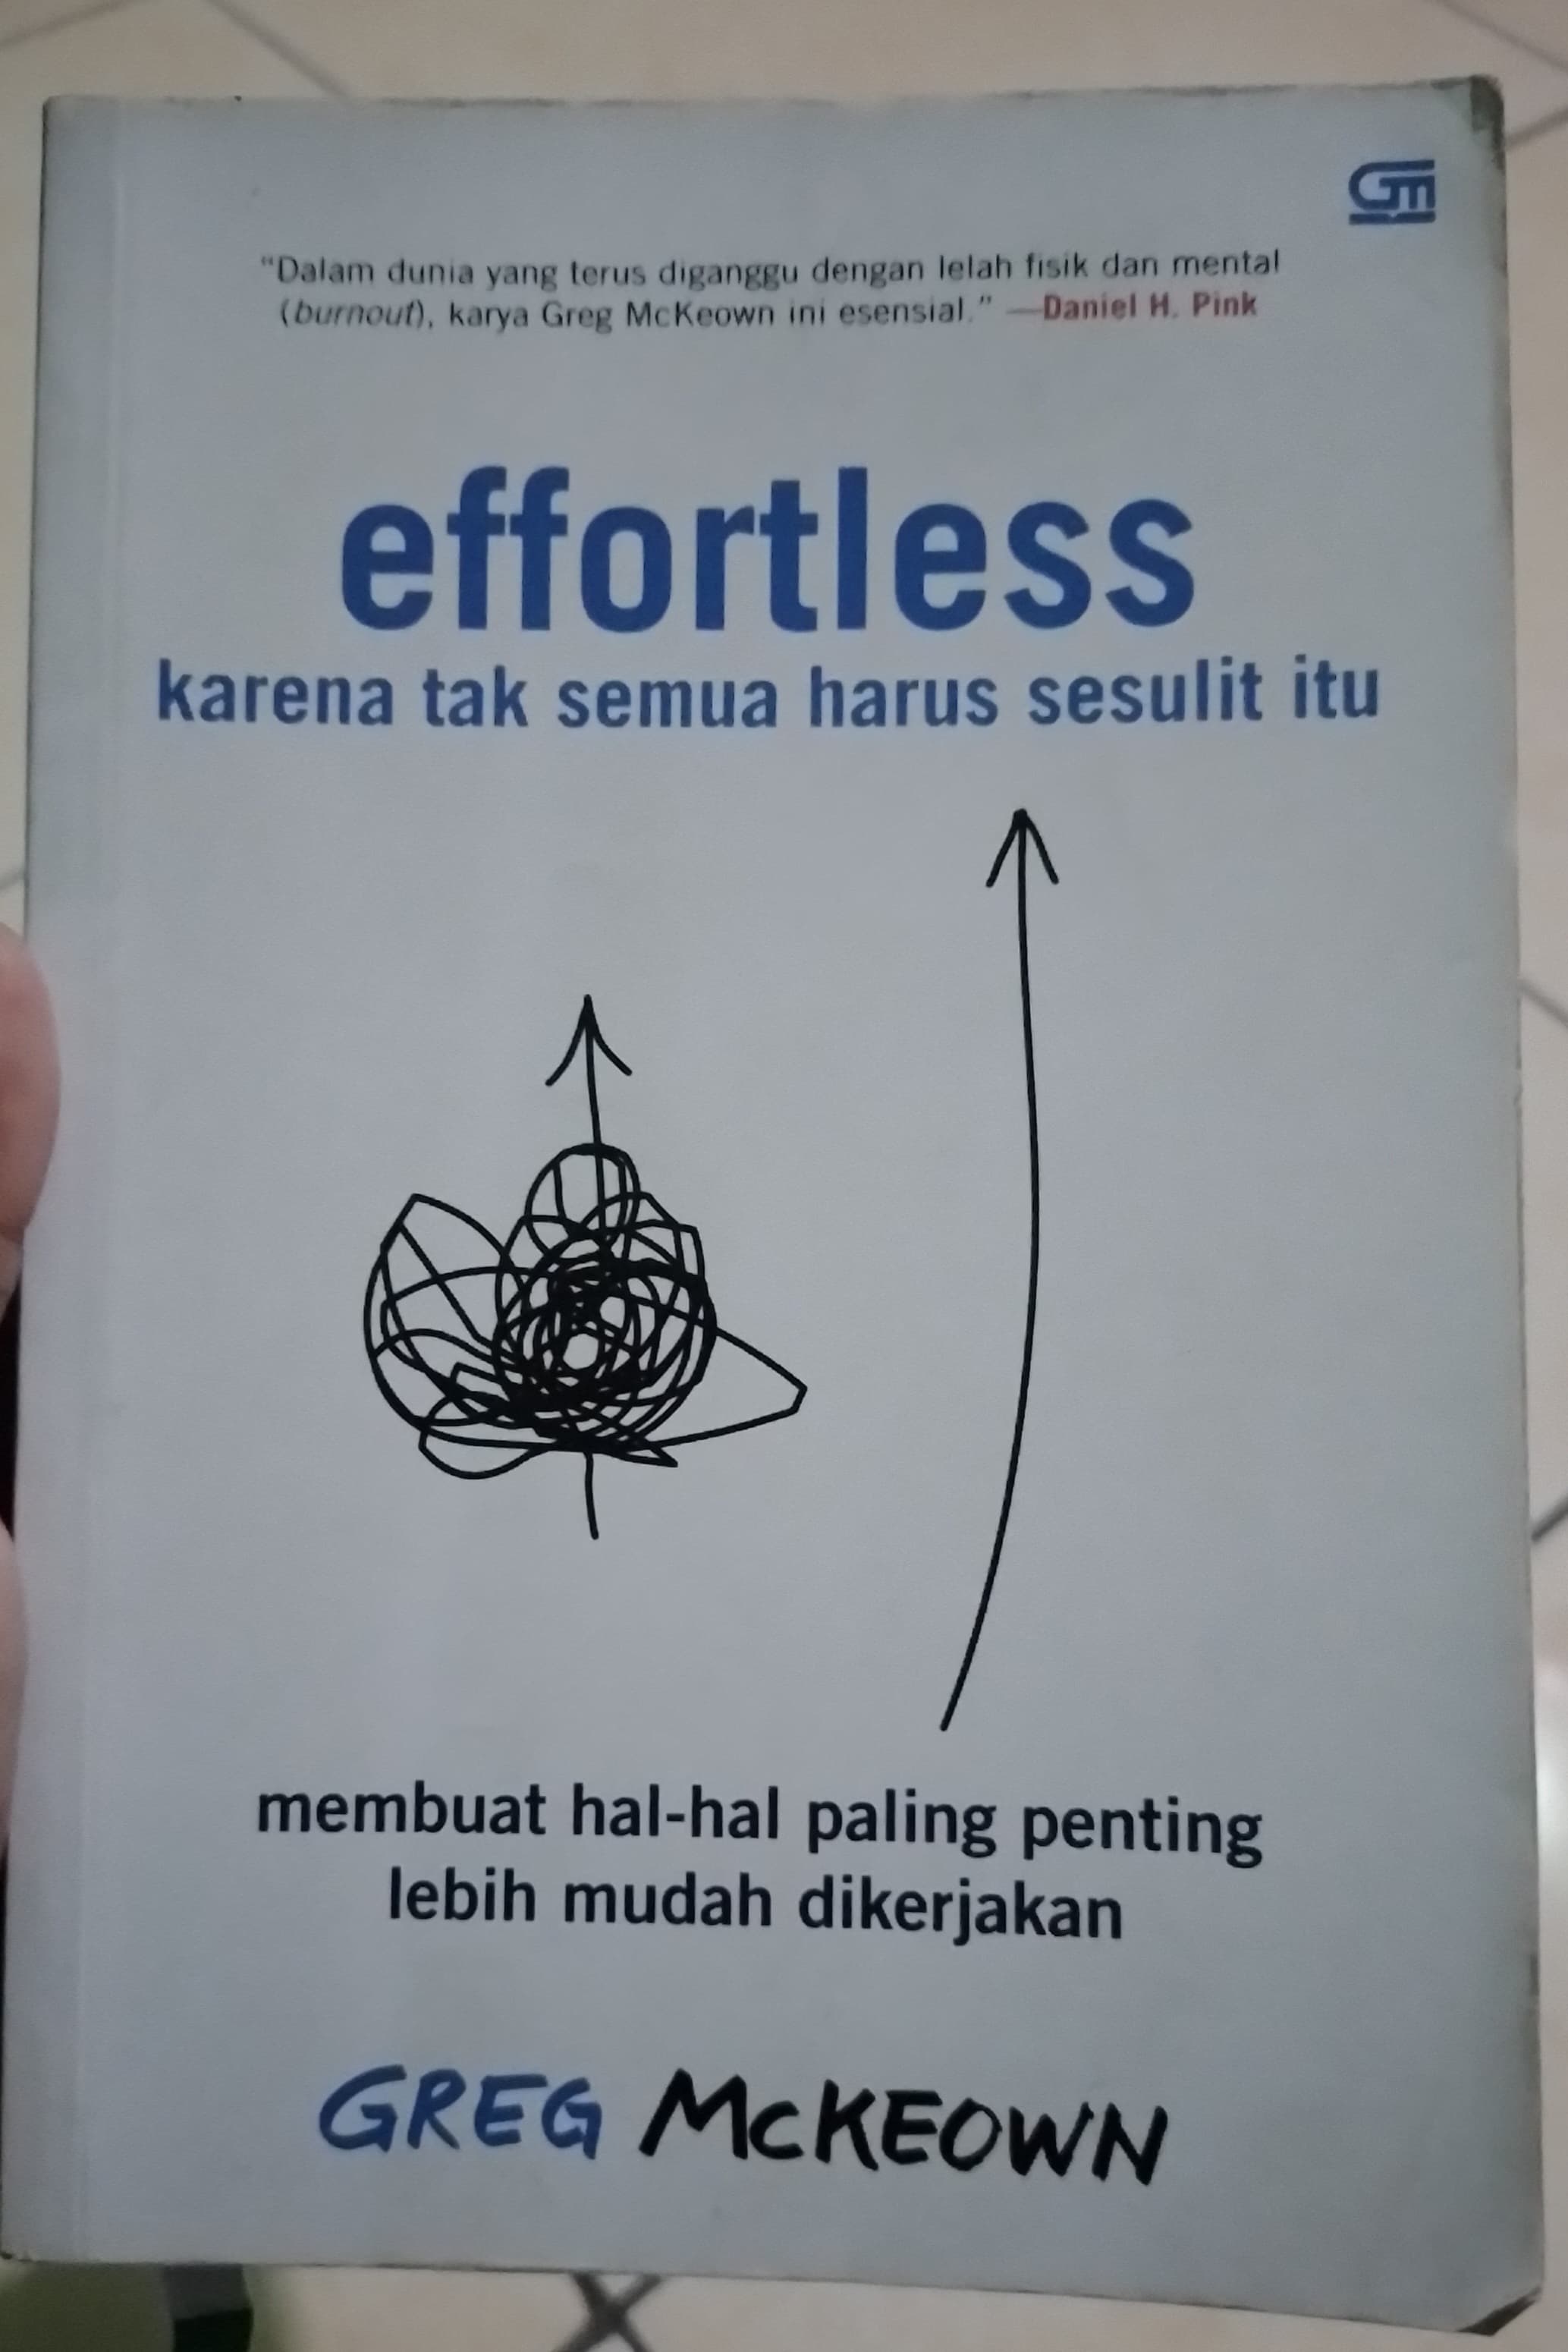 Gm
“Dalam dunia yang terus diganggu dengan lelah fisik dan mental
(burnout), karya Greg McKeown ini esensial.” —Daniel H. Pink
effortless
karena tak semua harus sesulit itu
membuat hal-hal paling penting
lebih mudah dikerjakan
GREG McKEOWN